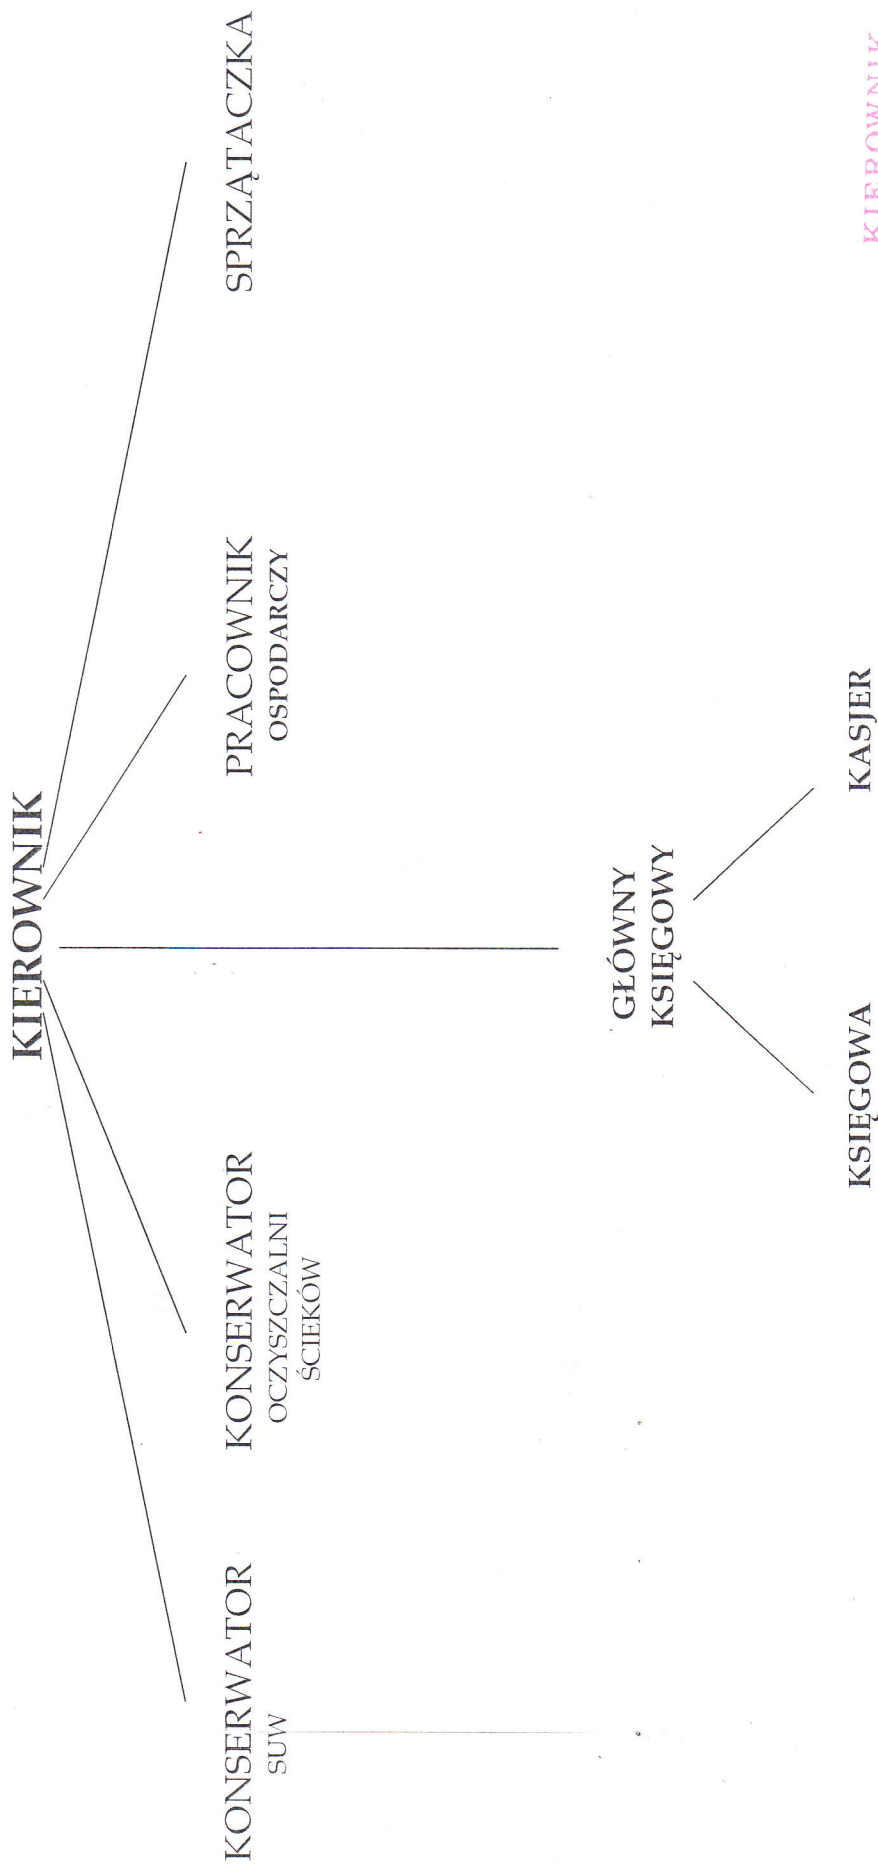 KIEROWNIK
KONSERWATOR
SUW
KONSERWATOR
OCZYSZCZALNI
ŚCIEKÓW
PRACOWNIK
OSPODARCZY
SPRZĄTACZKA
GŁÓWNY
KSIĘGOWY
KSIĘGOWA
KASJER
KIEROWNIK